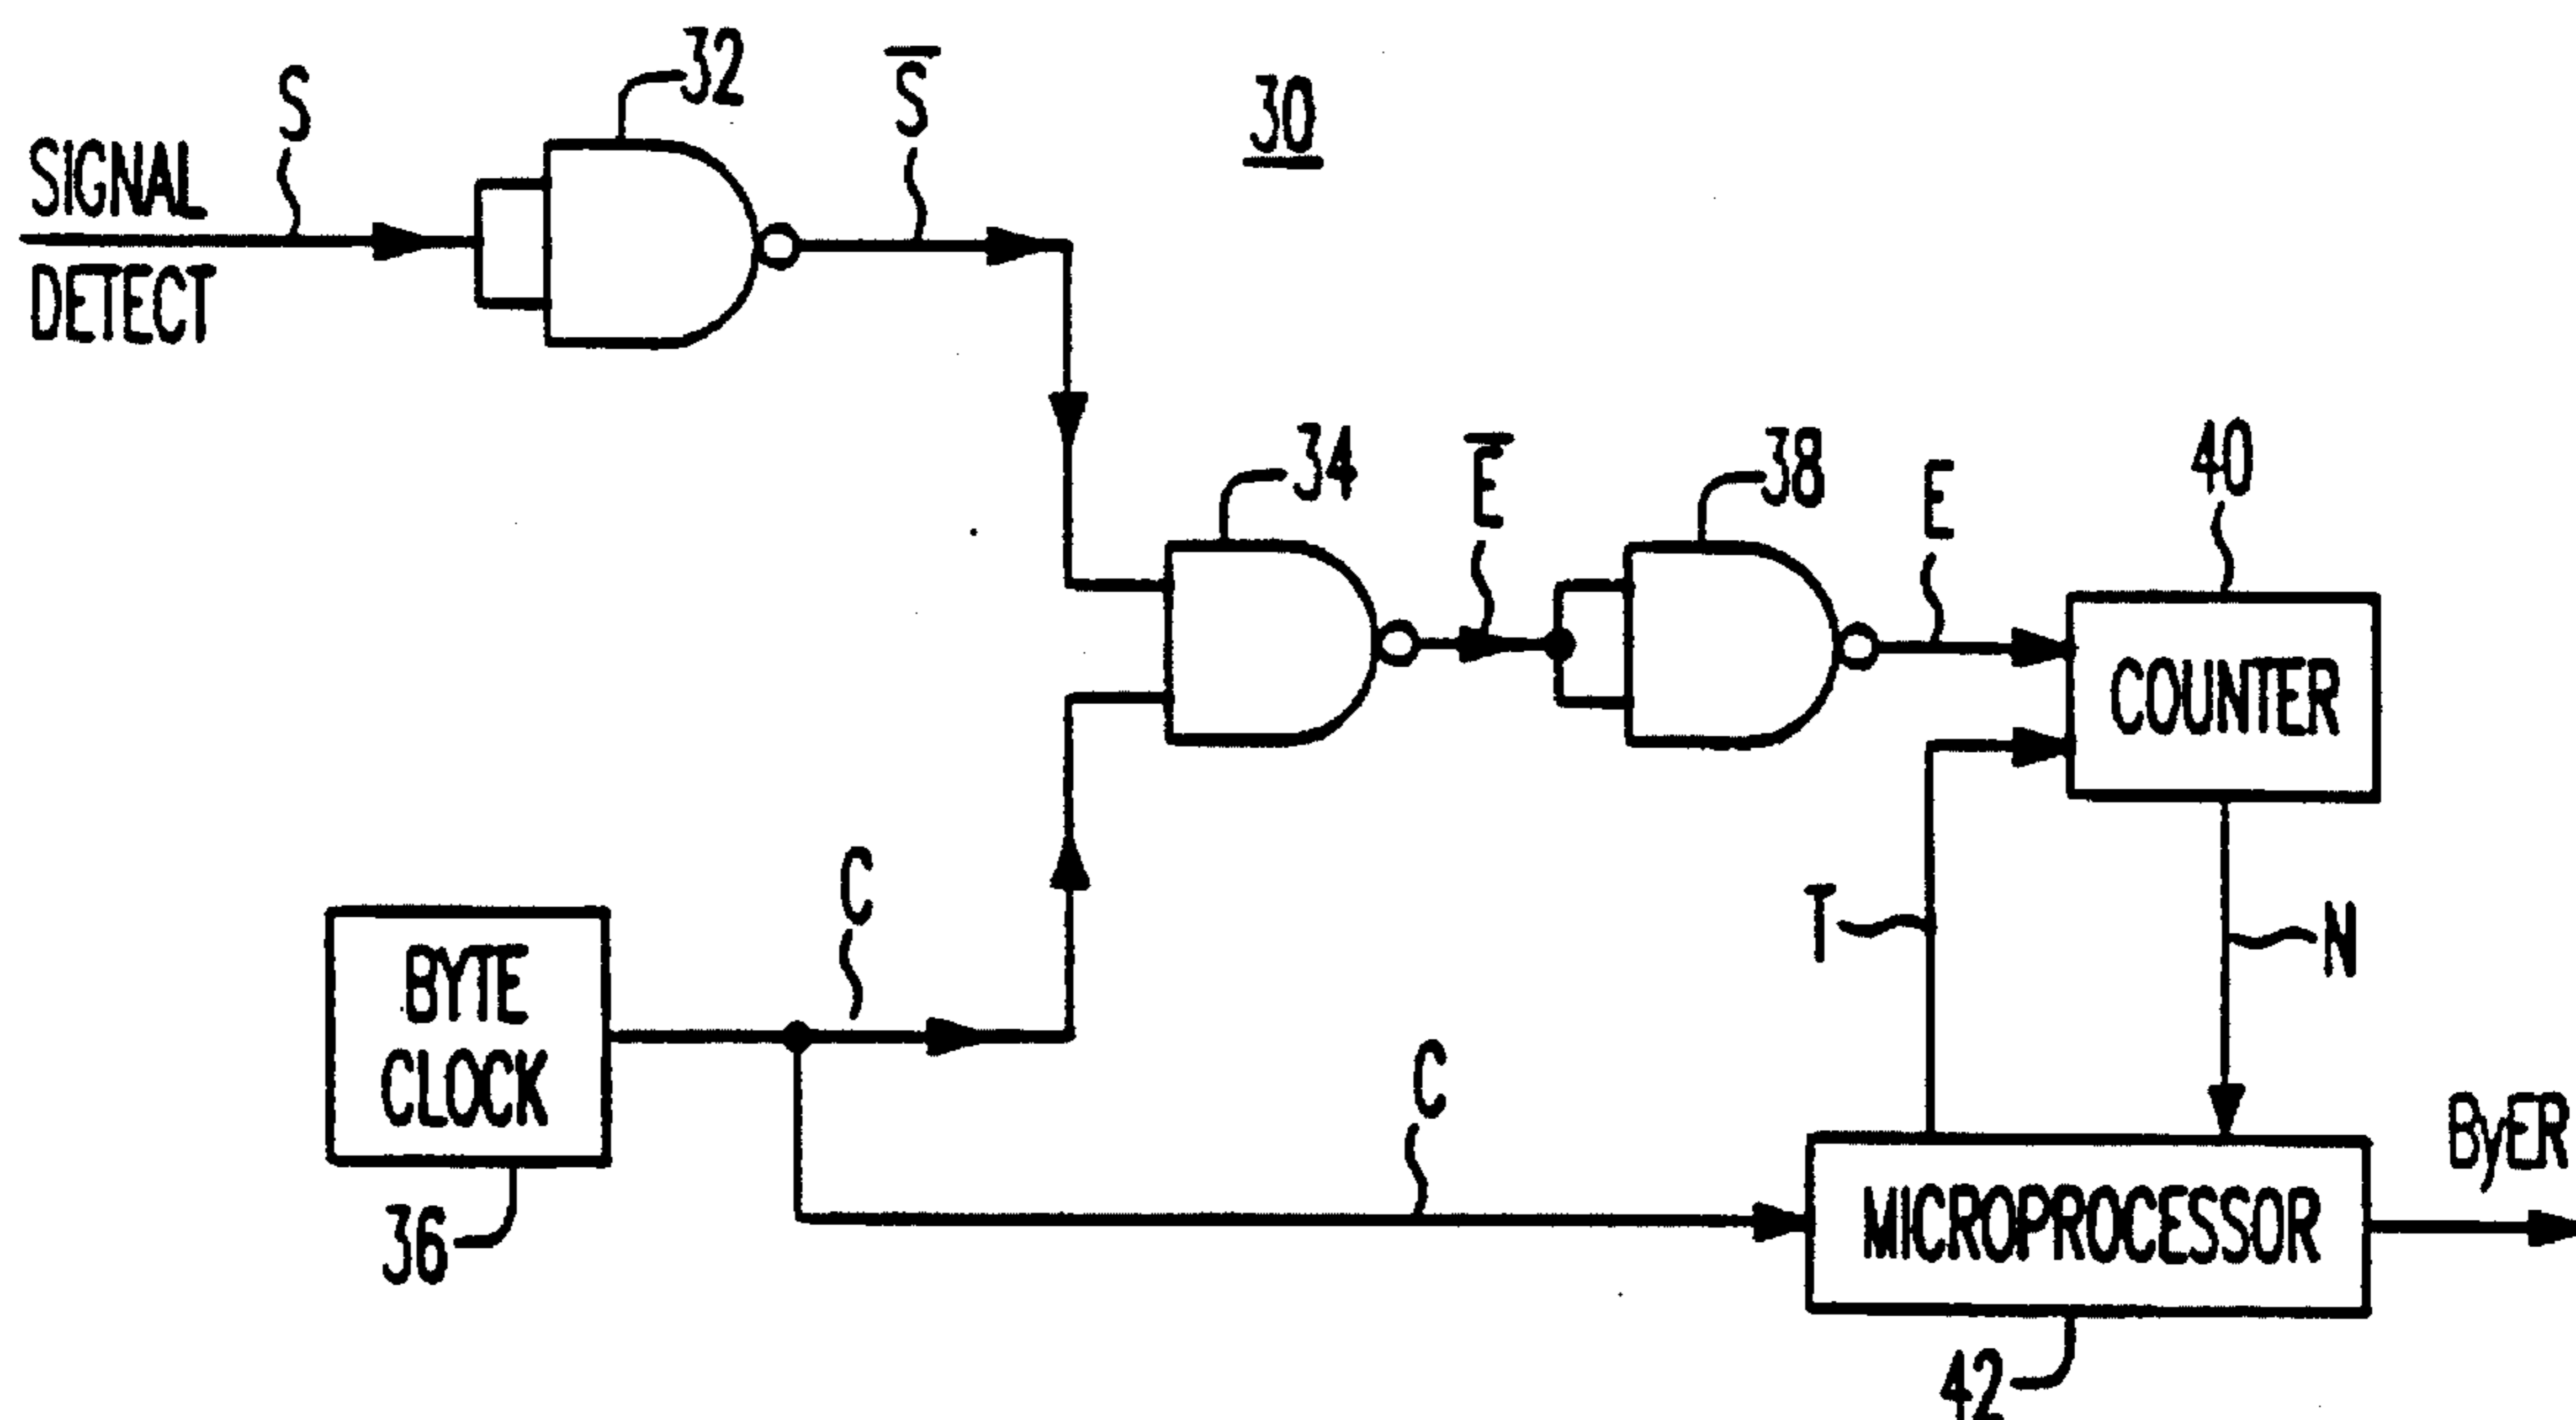 SIGNAL
DETECT
S
32
S̅
30
34
E̅
38
E
40
COUNTER
BYTE
CLOCK
36
C
C
T
N
MICROPROCESSOR
ByER
42